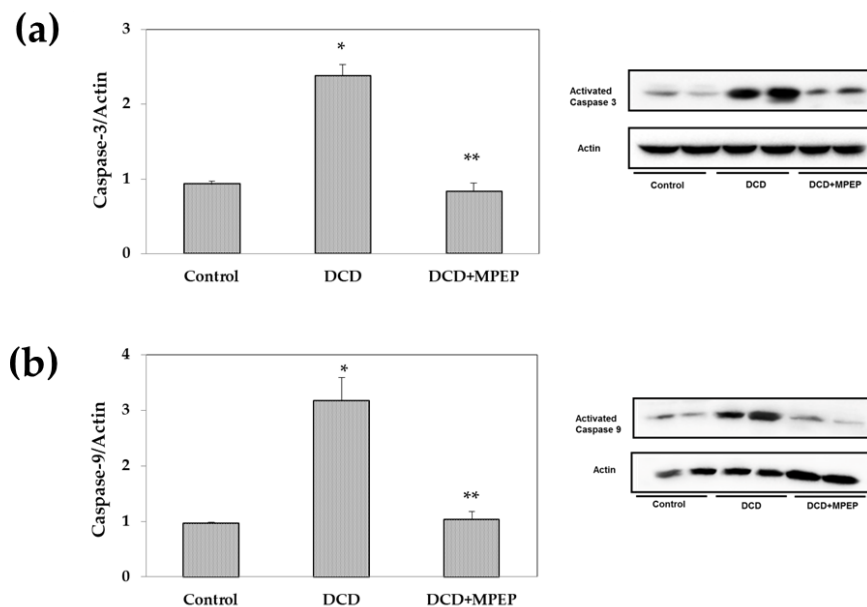 (a)
Caspase-3/Actin
3
2
1
0
*
**
Control DCD DCD+MPEP
Activated
Caspase 3
Actin
Control DCD DCD+MPEP
(b)
Caspase-9/Actin
4
3
2
1
0
*
**
Control DCD DCD+MPEP
Activated
Caspase 9
Actin
Control DCD DCD+MPEP